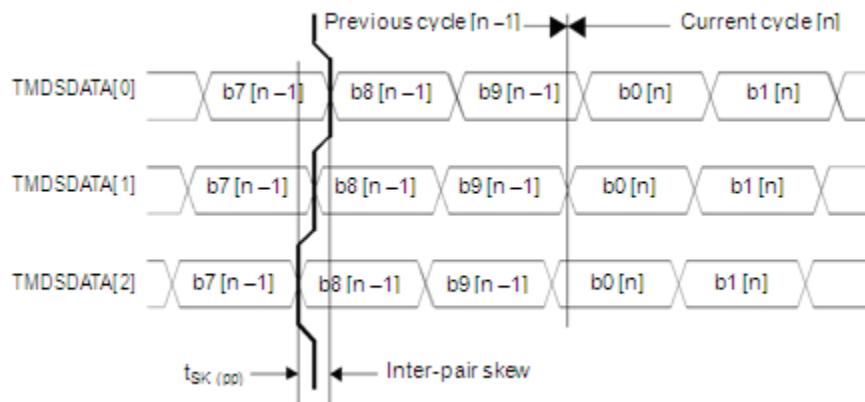 Previous cycle [n –1] Current cycle [n]
TMDSDATA[0] b7 [n –1] b8 [n –1] b9 [n –1] b0 [n] b1 [n]
TMDSDATA[1] b7 [n –1] b8 [n –1] b9 [n –1] b0 [n] b1 [n]
TMDSDATA[2] b7 [n –1] b8 [n –1] b9 [n –1] b0 [n] b1 [n]
tSK (pp) Inter-pair skew